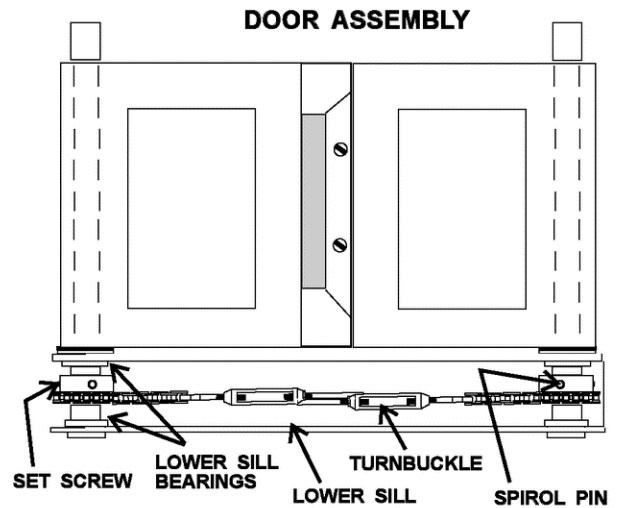 DOOR ASSEMBLY
SET SCREW
LOWER SILL
BEARINGS
LOWER SILL
TURNBUCKLE
SPIROL PIN